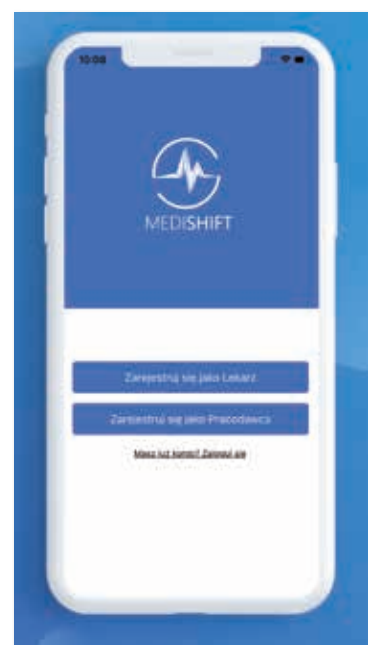 10:08
MEDISHIFT
Zarejestruj się jako Lekarz
Zarejestruj się jako Pracodawca
Masz już konto? Zaloguj się